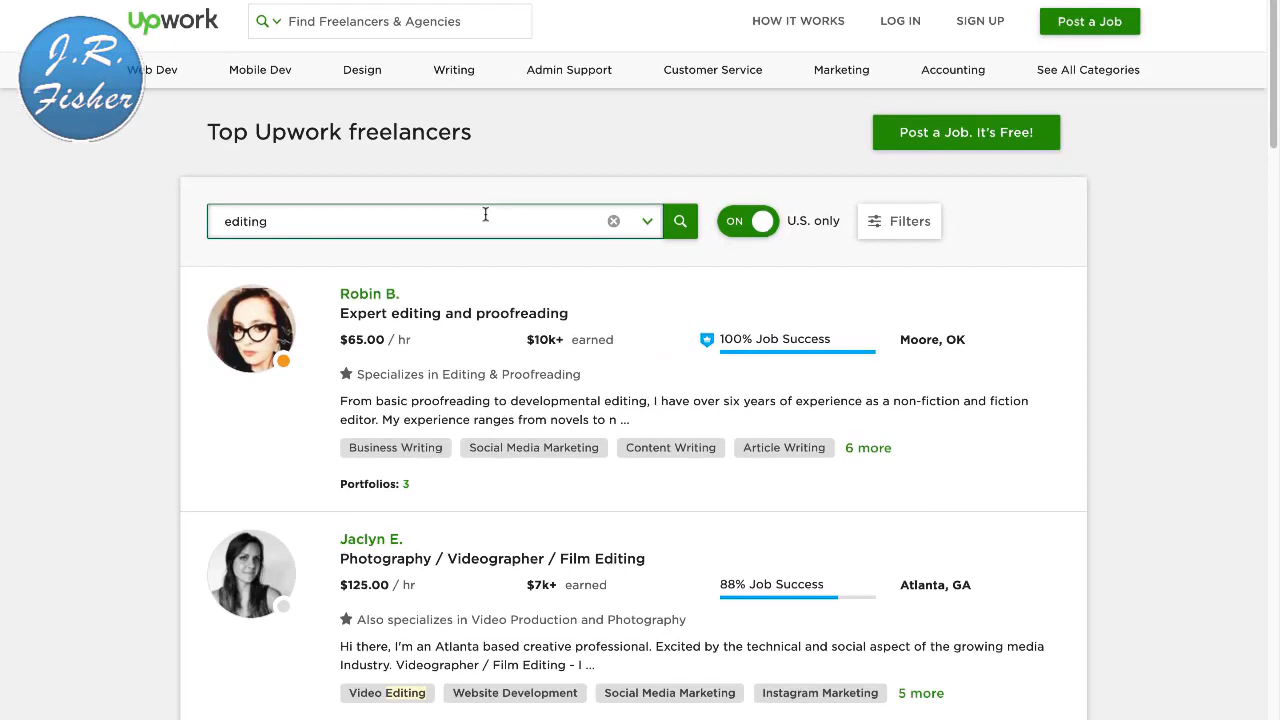 J.R.
Fisher
upwork
Find Freelancers & Agencies
HOW IT WORKS
LOG IN
SIGN UP
Post a Job
Web Dev
Mobile Dev
Design
Writing
Admin Support
Customer Service
Marketing
Accounting
See All Categories
Top Upwork freelancers
Post a Job. It's Free!
editing
ON
U.S. only
Filters
Robin B.
Expert editing and proofreading
$65.00 / hr
$10k+ earned
100% Job Success
Moore, OK
Specializes in Editing & Proofreading
From basic proofreading to developmental editing, I have over six years of experience as a non-fiction and fiction
editor. My experience ranges from novels to n ...
Business Writing
Social Media Marketing
Content Writing
Article Writing
6 more
Portfolios: 3
Jaclyn E.
Photography / Videographer / Film Editing
$125.00 / hr
$7k+ earned
88% Job Success
Atlanta, GA
Also specializes in Video Production and Photography
Hi there, I'm an Atlanta based creative professional. Excited by the technical and social aspect of the growing media
Industry. Videographer / Film Editing - I ...
Video Editing
Website Development
Social Media Marketing
Instagram Marketing
5 more